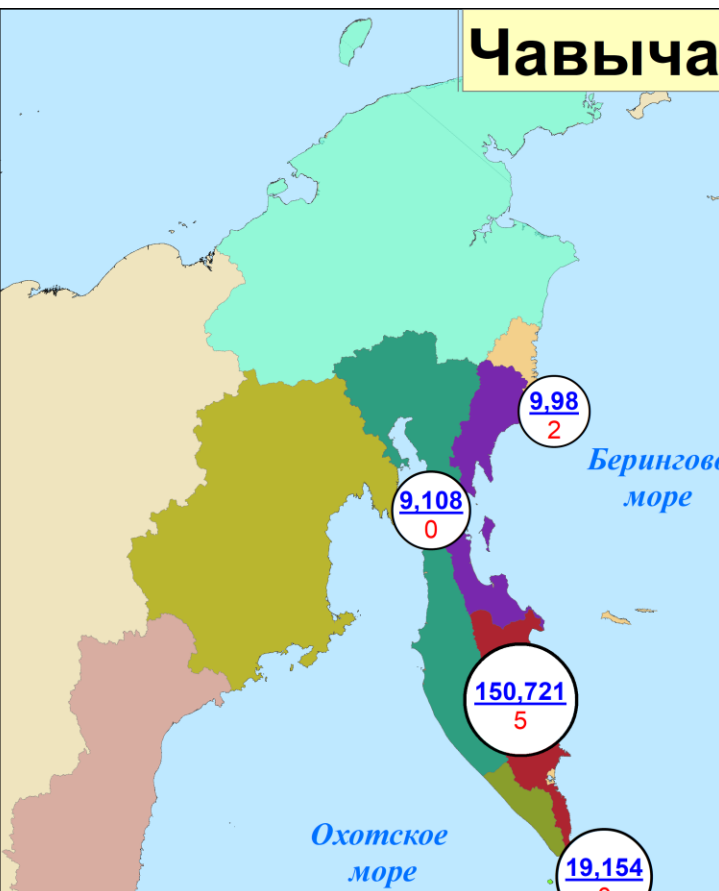 Чавыча
9,98
2
Берингово
море
9,108
0
150,721
5
Охотское
море
19,154